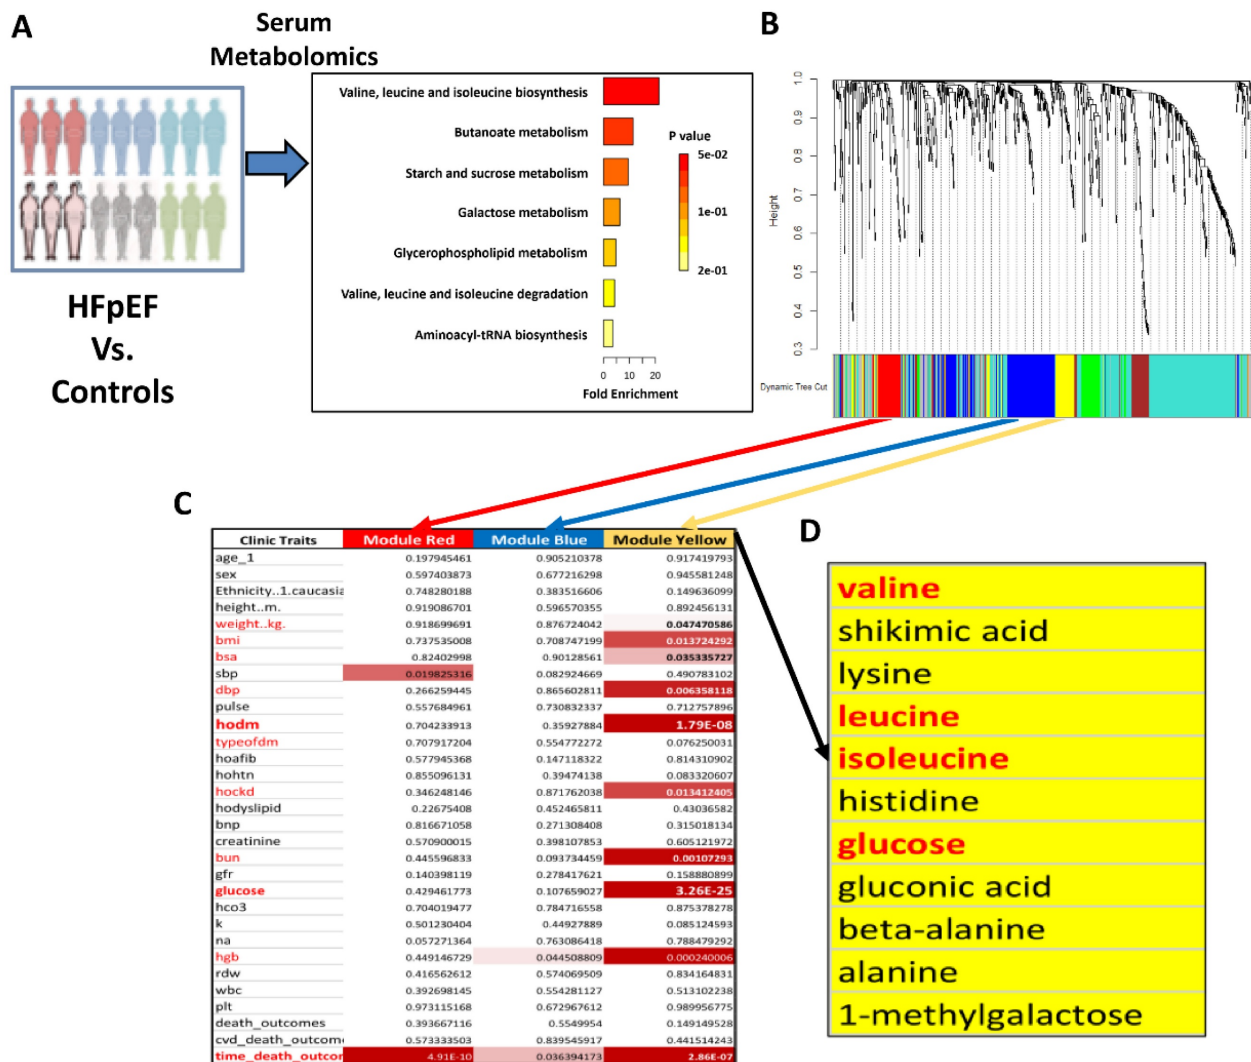 A
Serum
Metabolomics
HFpEF
Vs.
Controls
Valine, leucine and isoleucine biosynthesis
Butanoate metabolism
Starch and sucrose metabolism
Galactose metabolism
Glycerophospholipid metabolism
Valine, leucine and isoleucine degradation
Aminoacyl-tRNA biosynthesis
0 5 10 20
Fold Enrichment
P value
5e-02
1e-01
2e-01
B
Height
1.0
0.9
0.8
0.7
0.6
0.5
0.4
0.3
Dynamic Tree Cut
C
Clinic Traits Module Red Module Blue Module Yellow
age_1 0.197945461 0.905210378 0.917419793
sex 0.597403873 0.677216298 0.945581248
Ethnicity..1.caucasia 0.748280188 0.383516606 0.149636099
height..m. 0.919086701 0.596570355 0.892456131
weight..kg. 0.918699691 0.876724042 0.047470586
bmi 0.737535008 0.708747199 0.013724292
bsa 0.82402998 0.90128561 0.035335727
sbp 0.019825316 0.082924669 0.490783102
dbp 0.266259445 0.865602811 0.006358118
pulse 0.557684961 0.730832337 0.712757896
hodm 0.704233913 0.35927884 1.79E-08
typeofdm 0.707917204 0.554772272 0.076250031
hoafib 0.577945368 0.147118322 0.814310902
hohtn 0.855096131 0.39474138 0.083320607
hockd 0.346248146 0.871762038 0.013412405
hodyslipid 0.22675408 0.452465811 0.43036582
bnp 0.816671058 0.271308408 0.315018134
creatinine 0.570900015 0.398107853 0.605121972
bun 0.445596833 0.093734459 0.00107293
gfr 0.140398119 0.278417621 0.158880899
glucose 0.429461773 0.107659027 3.26E-25
hco3 0.704019477 0.784716558 0.875378278
k 0.501230404 0.44927889 0.085124593
na 0.057271364 0.763086418 0.788479292
hgb 0.449146729 0.044508809 0.000240006
rdw 0.416562612 0.574069509 0.834164831
wbc 0.392698145 0.554281127 0.513102238
plt 0.973115168 0.672967612 0.989956775
death_outcomes 0.393667116 0.5549954 0.149149528
cvd_death_outcome 0.573333503 0.839545917 0.441514243
time_death_outcor 4.91E-10 0.036394173 2.86E-07
D
valine
shikimic acid
lysine
leucine
isoleucine
histidine
glucose
gluconic acid
beta-alanine
alanine
1-methylgalactose